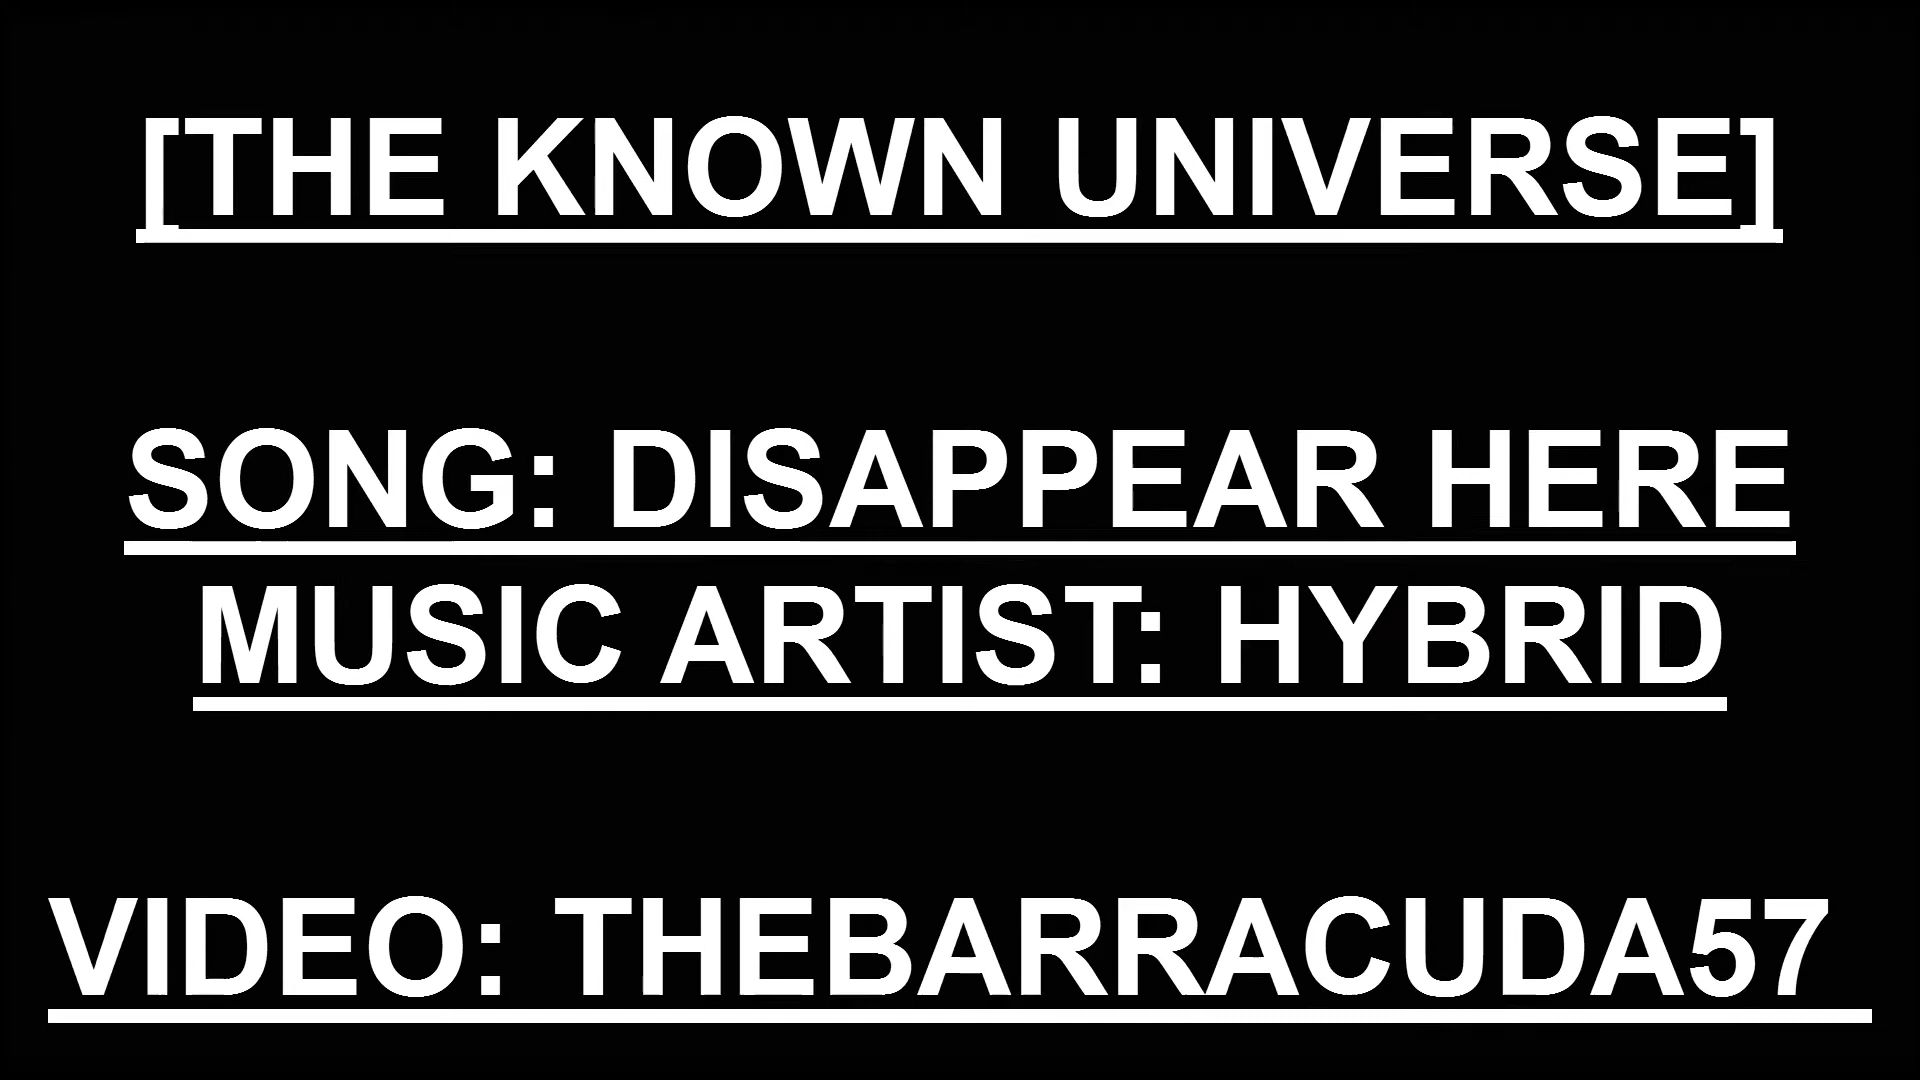 [THE KNOWN UNIVERSE]
SONG: DISAPPEAR HERE
MUSIC ARTIST: HYBRID
VIDEO: THEBARRACUDA57